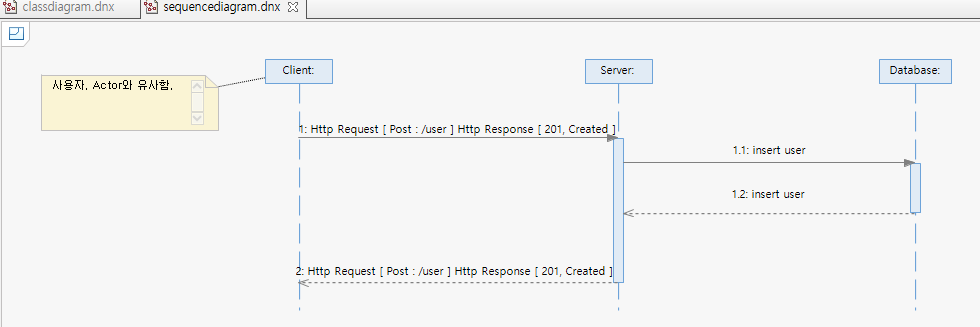 classdiagram.dnx
sequencediagram.dnx
사용자. Actor와 유사함.
Client:
Server:
Database:
1: Http Request [ Post : /user ] Http Response [ 201, Created ]
1.1: insert user
1.2: insert user
2: Http Request [ Post : /user ] Http Response [ 201, Created ]